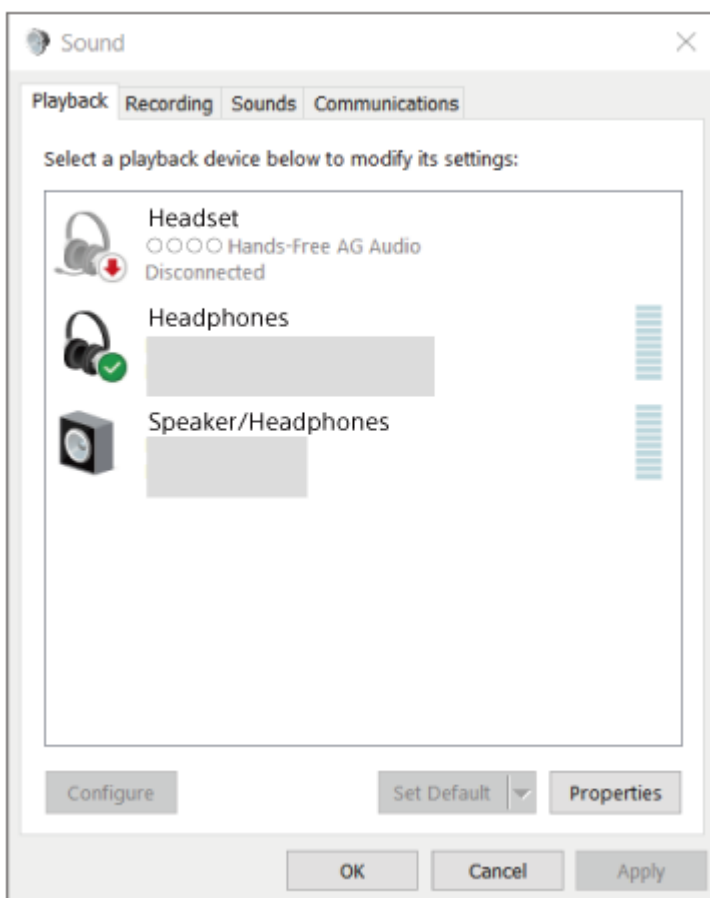 Sound
Playback Recording Sounds Communications
Select a playback device below to modify its settings:
Headset
○○○○ Hands-Free AG Audio
Disconnected
Headphones
Speaker/Headphones
Configure Set Default Properties
OK Cancel Apply